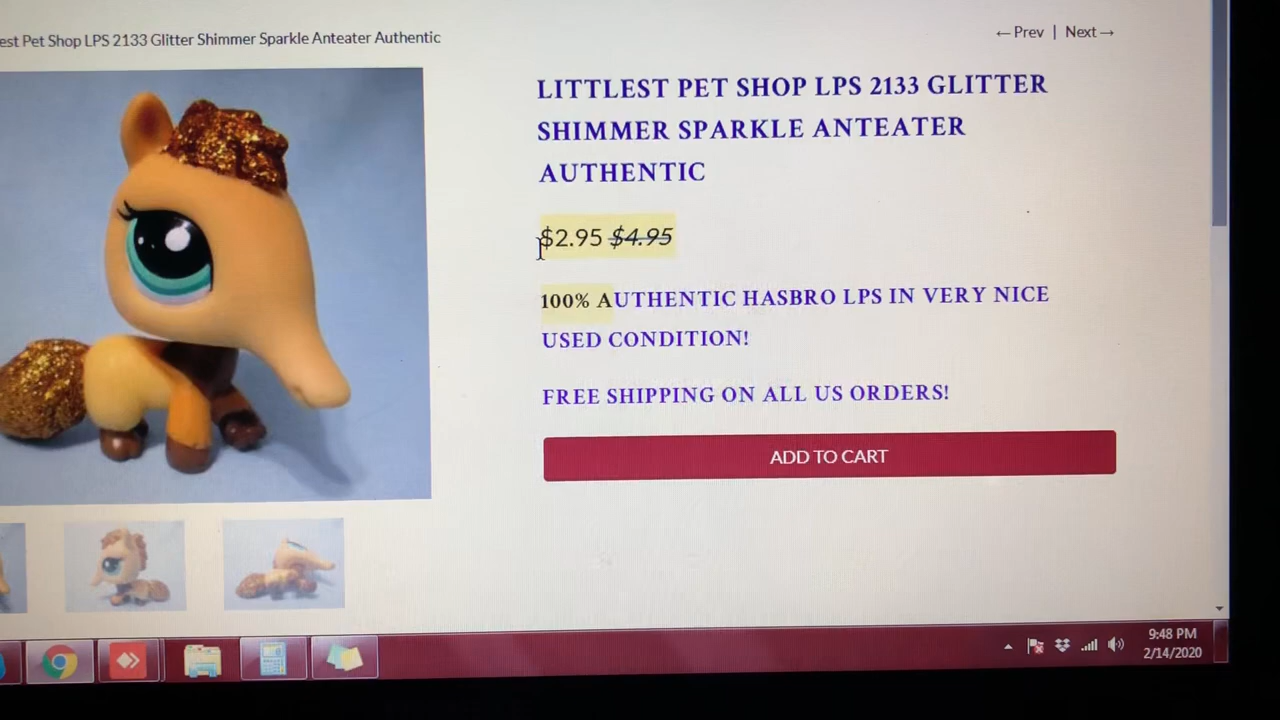 est Pet Shop LPS 2133 Glitter Shimmer Sparkle Anteater Authentic
←Prev | Next→
LITTLEST PET SHOP LPS 2133 GLITTER
SHIMMER SPARKLE ANTEATER
AUTHENTIC
$2.95 $4.95
100% AUTHENTIC HASBRO LPS IN VERY NICE
USED CONDITION!
FREE SHIPPING ON ALL US ORDERS!
ADD TO CART
9:48 PM
2/14/2020